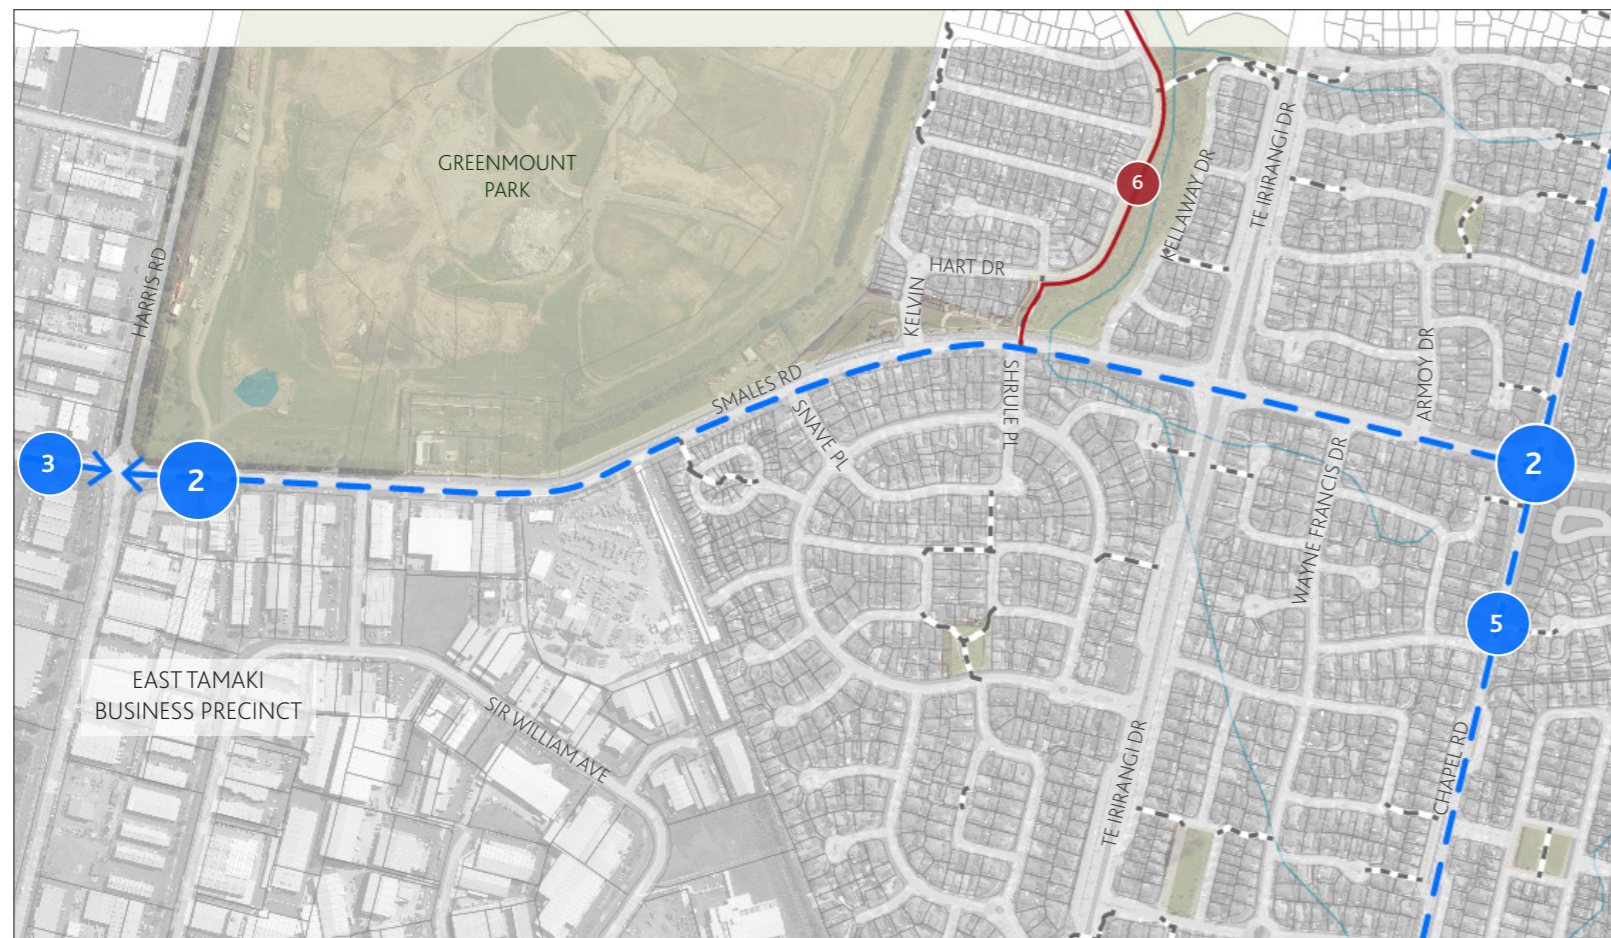 GREENMOUNT
PARK
6
KELLAWAY DR
TE IRIRANGI DR
HARRIS RD
HART DR
KELVIN
SMALES RD
SNAVE PL
SHRULE PL
ARMOY DR
3
2
2
WAYNE FRANCIS DR
5
EAST TAMAKI
BUSINESS PRECINCT
SIR WILLIAM AVE
TE IRIRANGI DR
CHAPEL RD